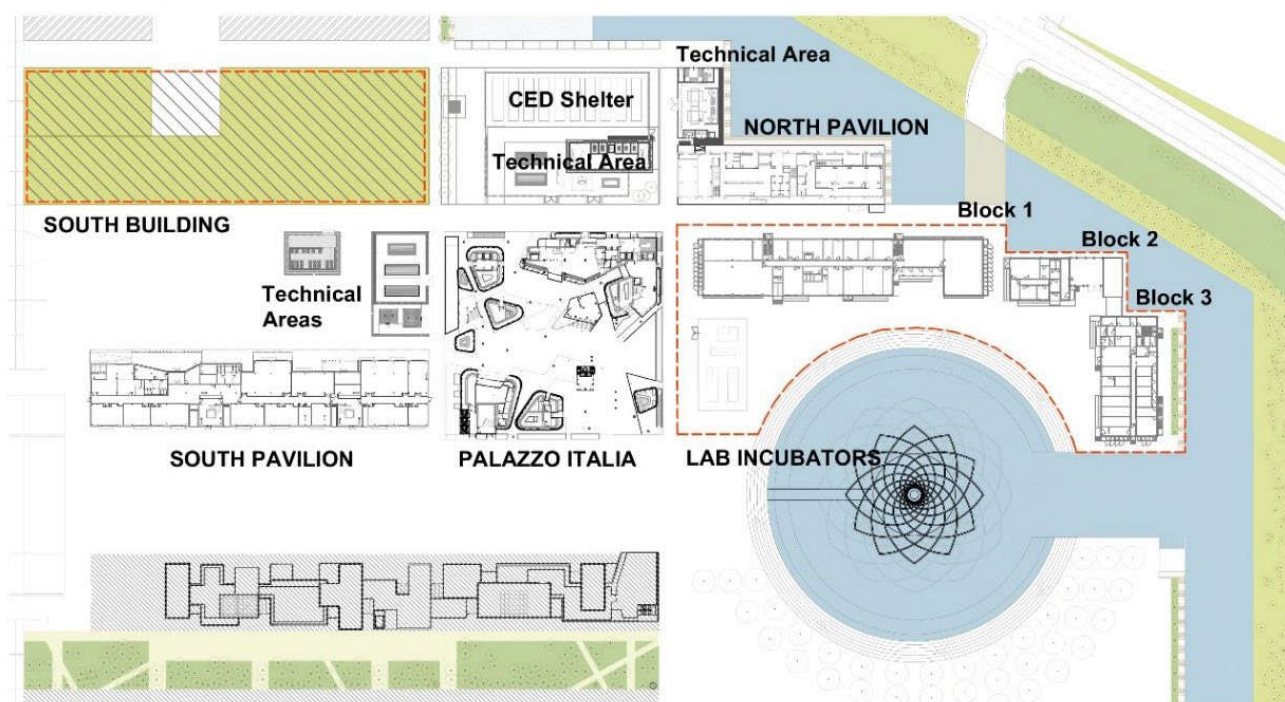 Technical Area
CED Shelter
NORTH PAVILION
Technical Area
SOUTH BUILDING
Block 1
Block 2
Technical
Areas
Block 3
SOUTH PAVILION
PALAZZO ITALIA
LAB INCUBATORS